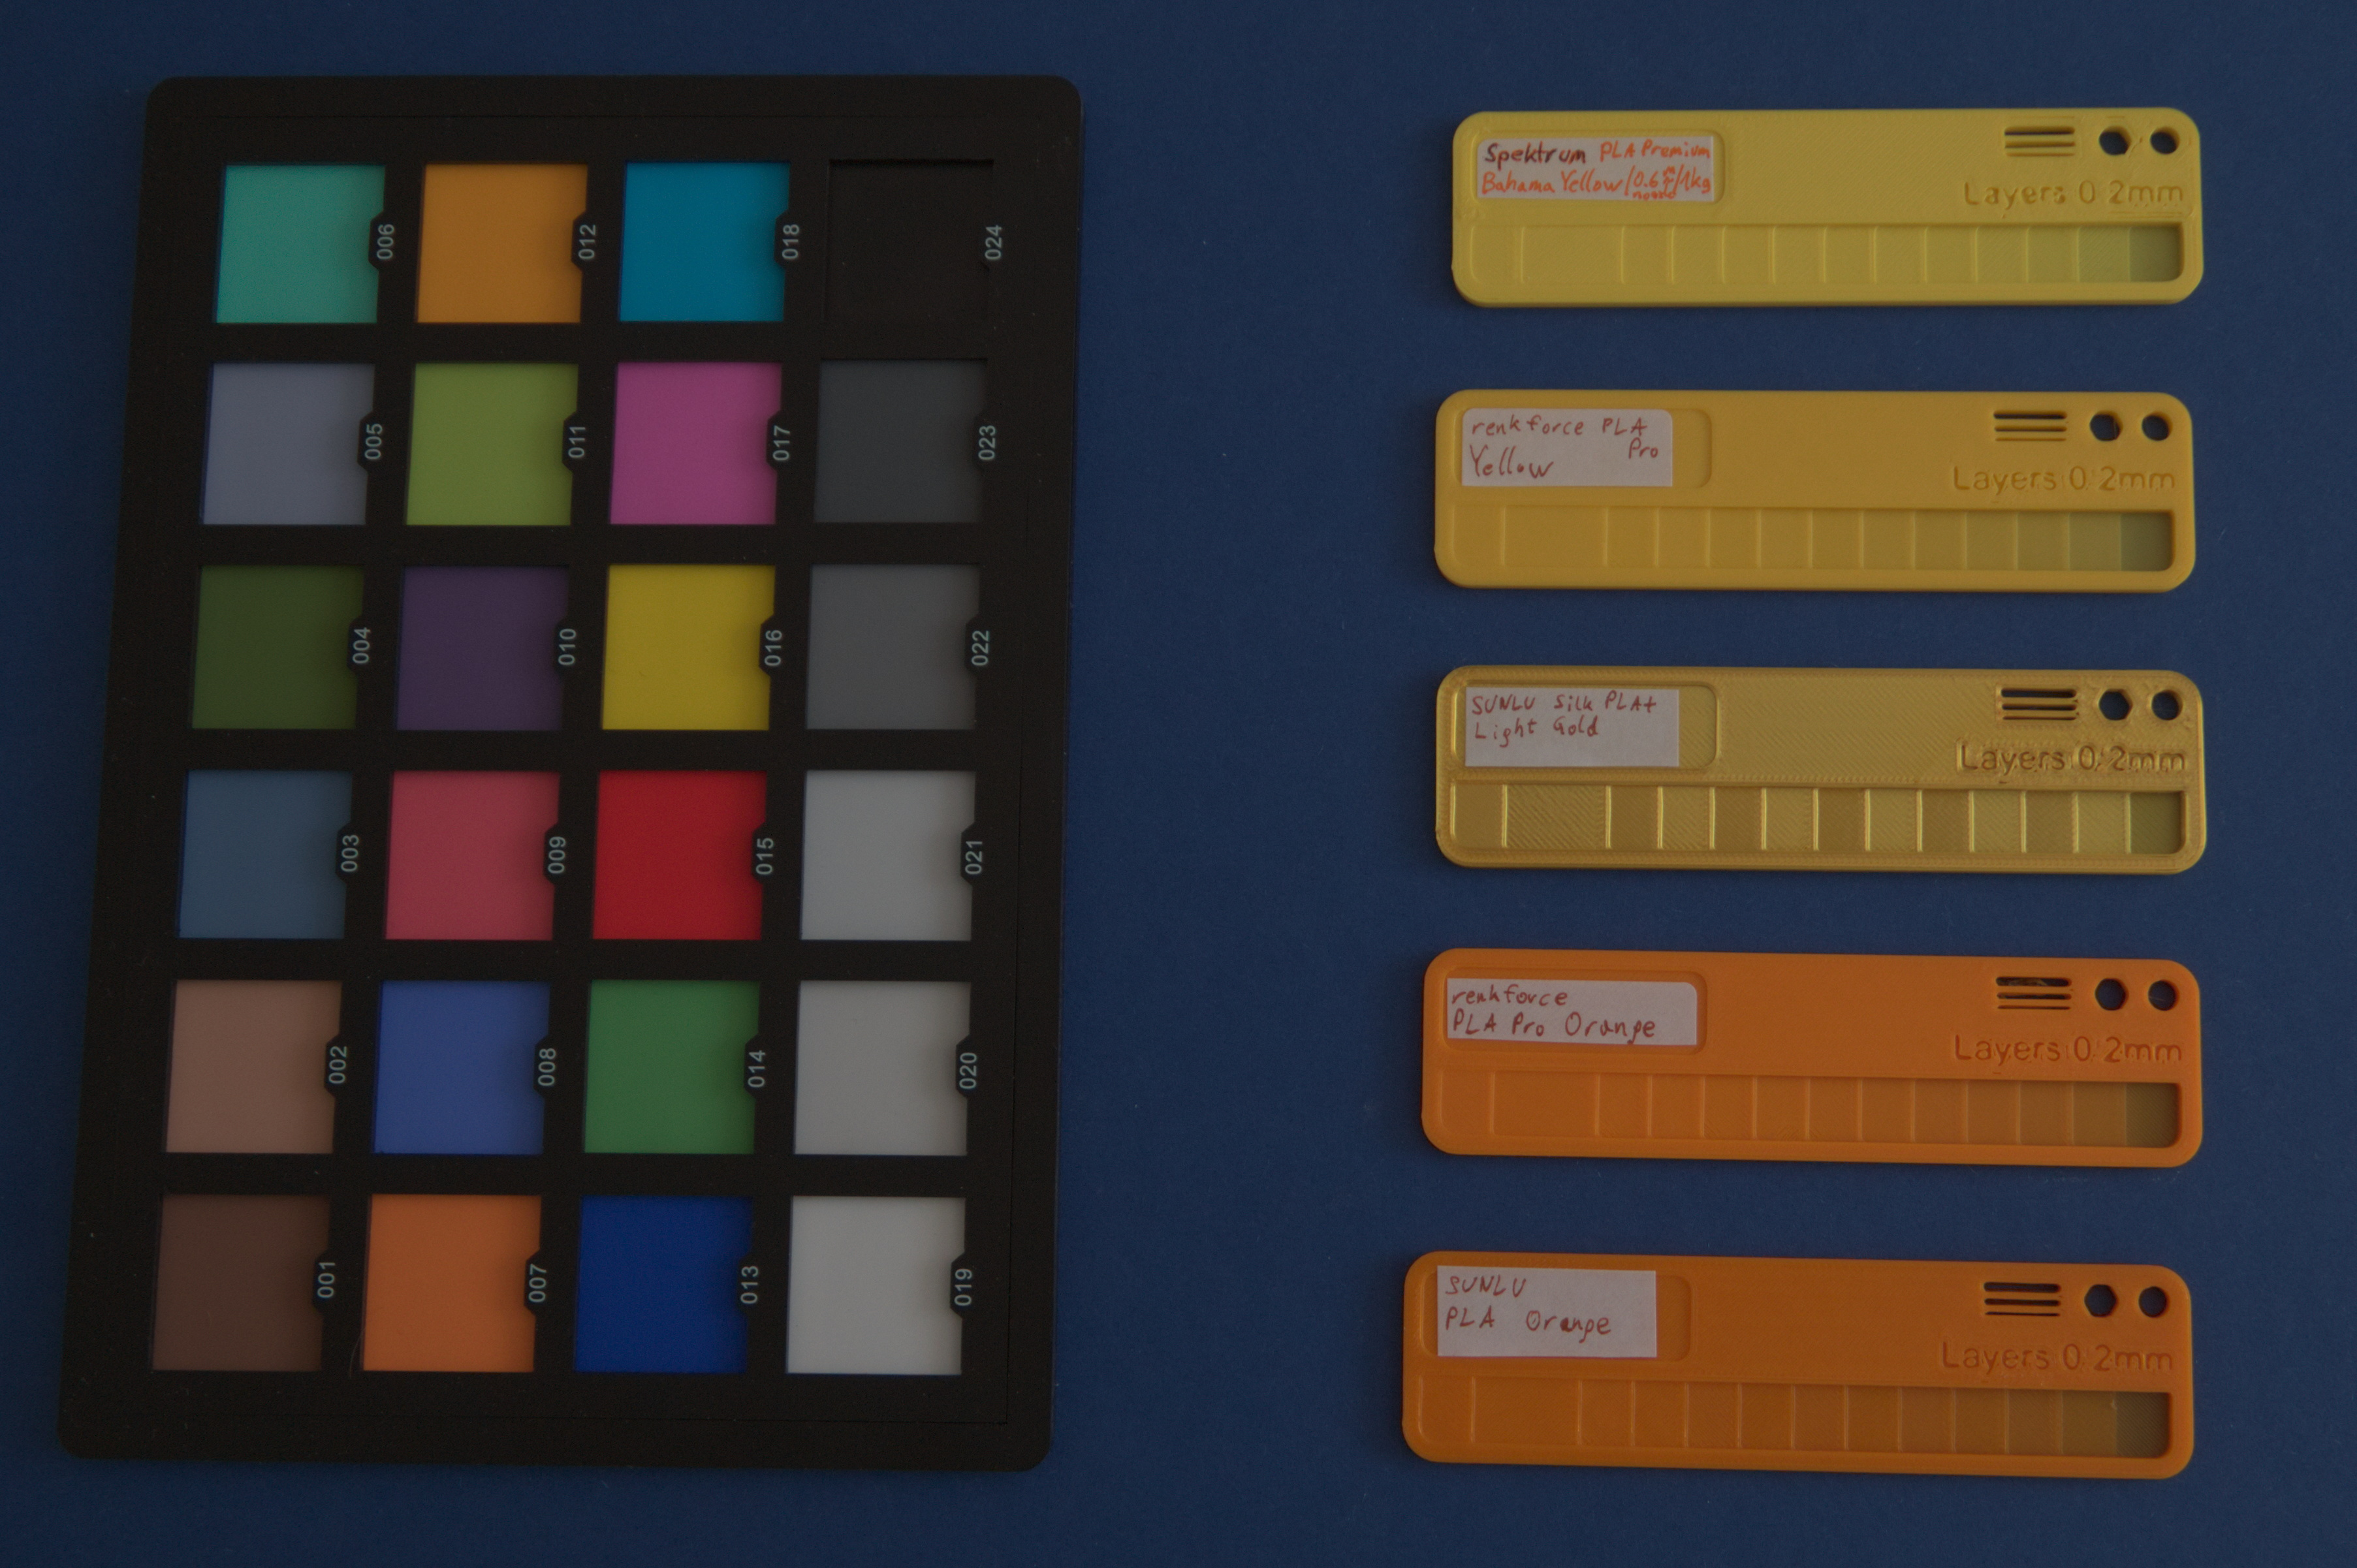 006
012
018
024
005
011
017
023
004
010
016
022
003
009
015
021
002
008
014
020
001
007
013
019
Spektrum PLA Premium
Bahama Yellow/0.6/1kg
Layers 0.2mm
renkforce PLA
Pro
Yellow
Layers 0.2mm
SUNLU Silk PLA+
Light Gold
Layers 0.2mm
renkforce
PLA Pro Orange
Layers 0.2mm
SUNLU
PLA Orange
Layers 0.2mm